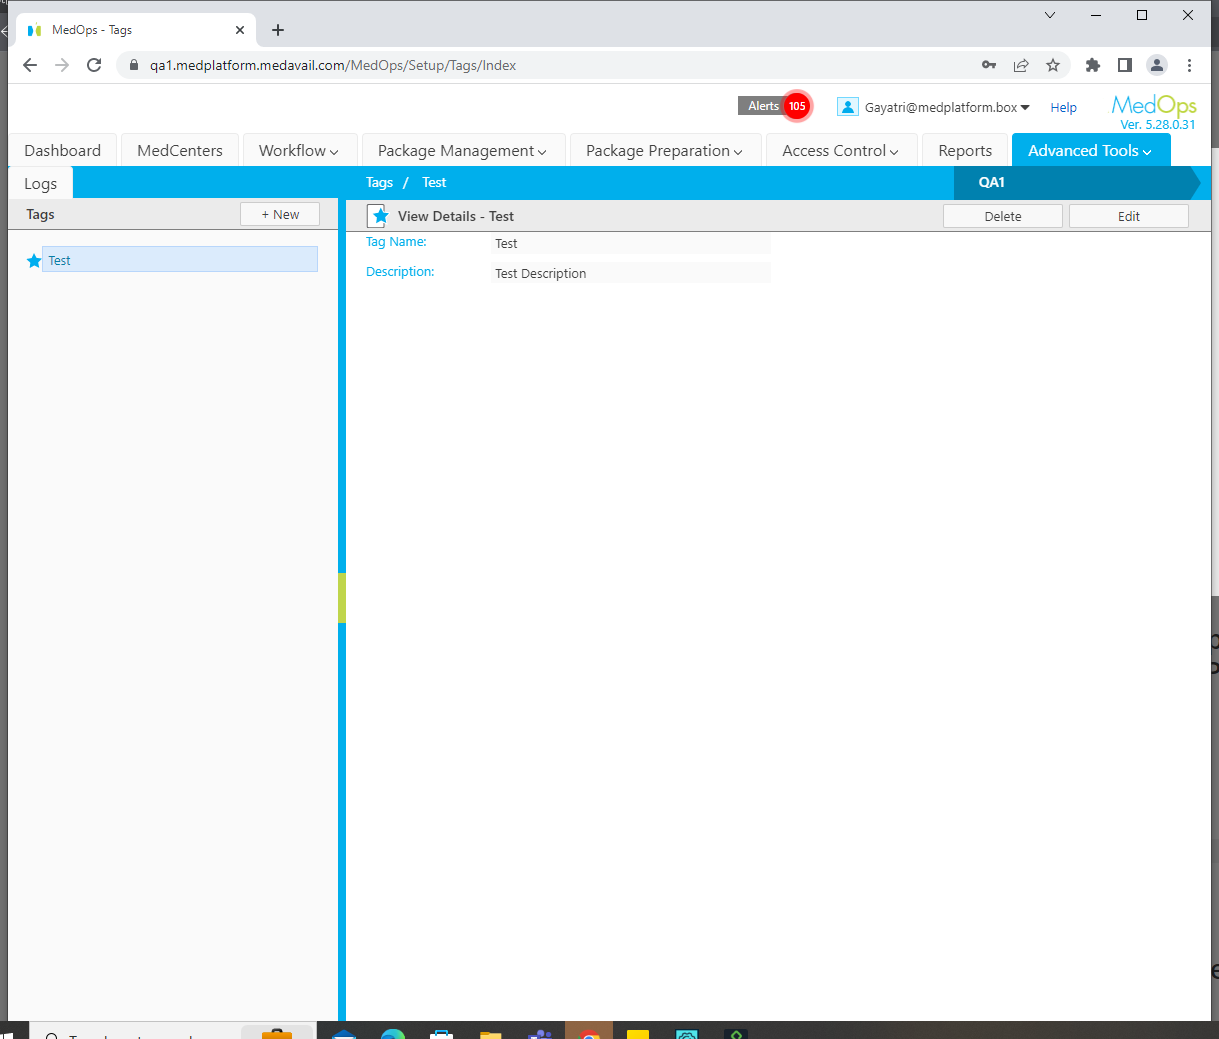 MedOps - Tags
qa1.medplatform.medavail.com/MedOps/Setup/Tags/Index
Alerts 105 Gayatri@medplatform.box Help MedOps
Ver. 5.28.0.31
Dashboard MedCenters Workflow Package Management Package Preparation Access Control Reports Advanced Tools
Logs Tags / Test QA1
Tags + New View Details - Test Delete Edit
Tag Name: Test
Test
Description: Test Description